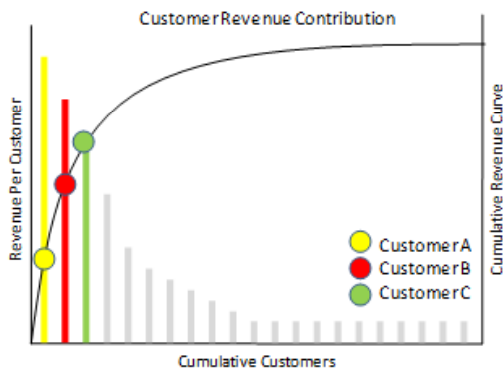 Customer Revenue Contribution
Revenue Per Customer
Cumulative Revenue Curve
Customer A
Customer B
Customer C
Cumulative Customers